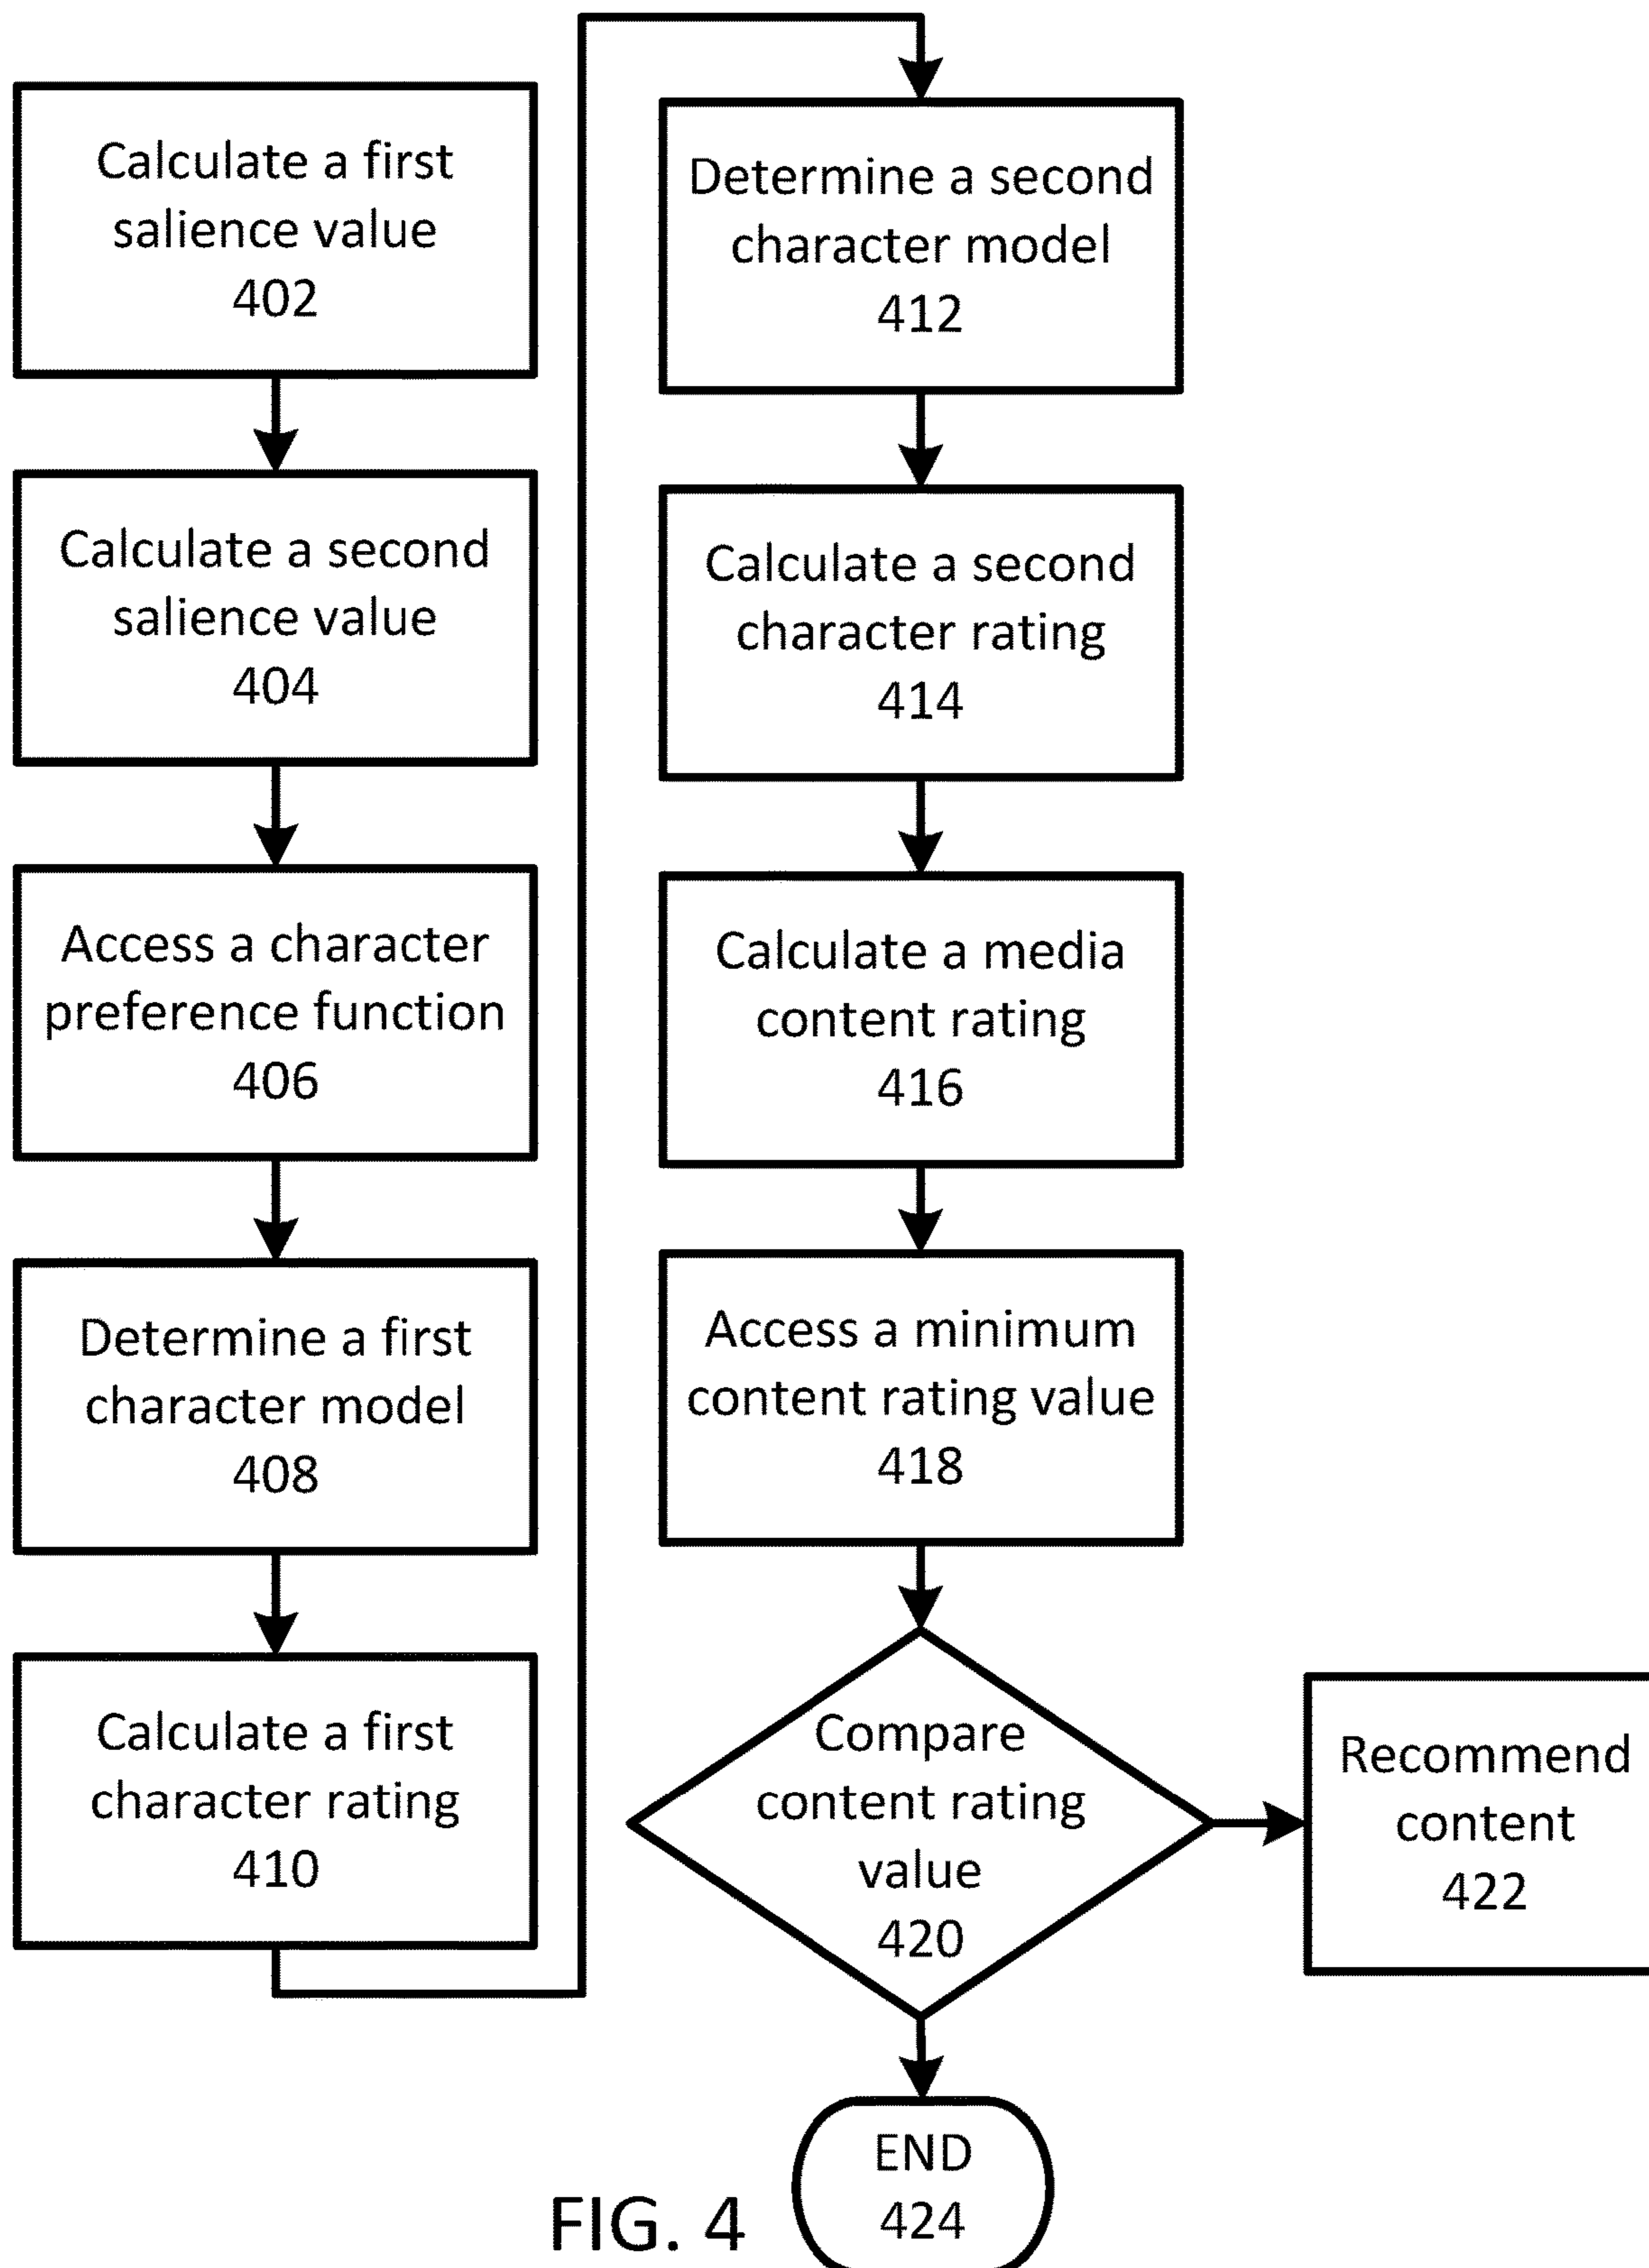 Calculate a first
salience value
402
Calculate a second
salience value
404
Access a character
preference function
406
Determine a first
character model
408
Calculate a first
character rating
410
Determine a second
character model
412
Calculate a second
character rating
414
Calculate a media
content rating
416
Access a minimum
content rating value
418
Compare
content rating
value
420
Recommend
content
422
END
424
FIG. 4